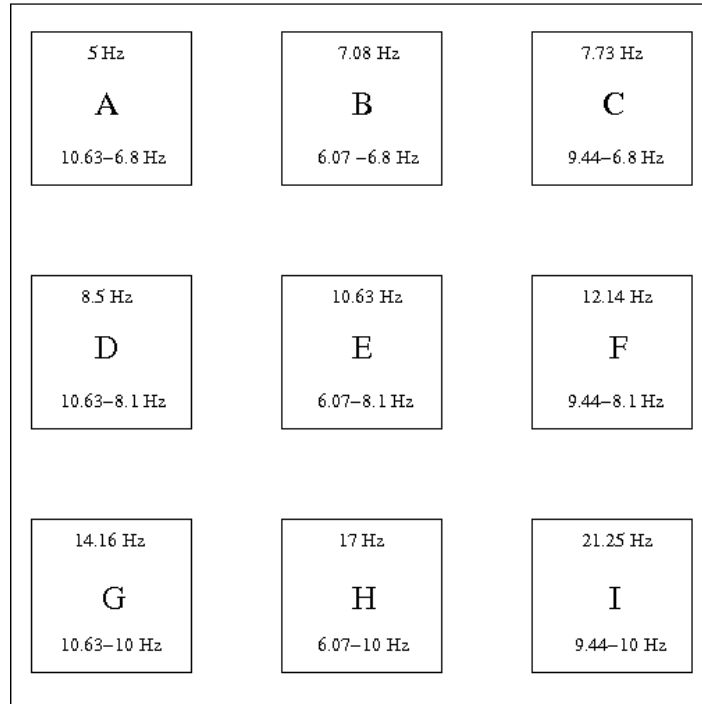 5 Hz
A
10.63–6.8 Hz
7.08 Hz
B
6.07 –6.8 Hz
7.73 Hz
C
9.44–6.8 Hz
8.5 Hz
D
10.63–8.1 Hz
10.63 Hz
E
6.07–8.1 Hz
12.14 Hz
F
9.44–8.1 Hz
14.16 Hz
G
10.63–10 Hz
17 Hz
H
6.07–10 Hz
21.25 Hz
I
9.44–10 Hz